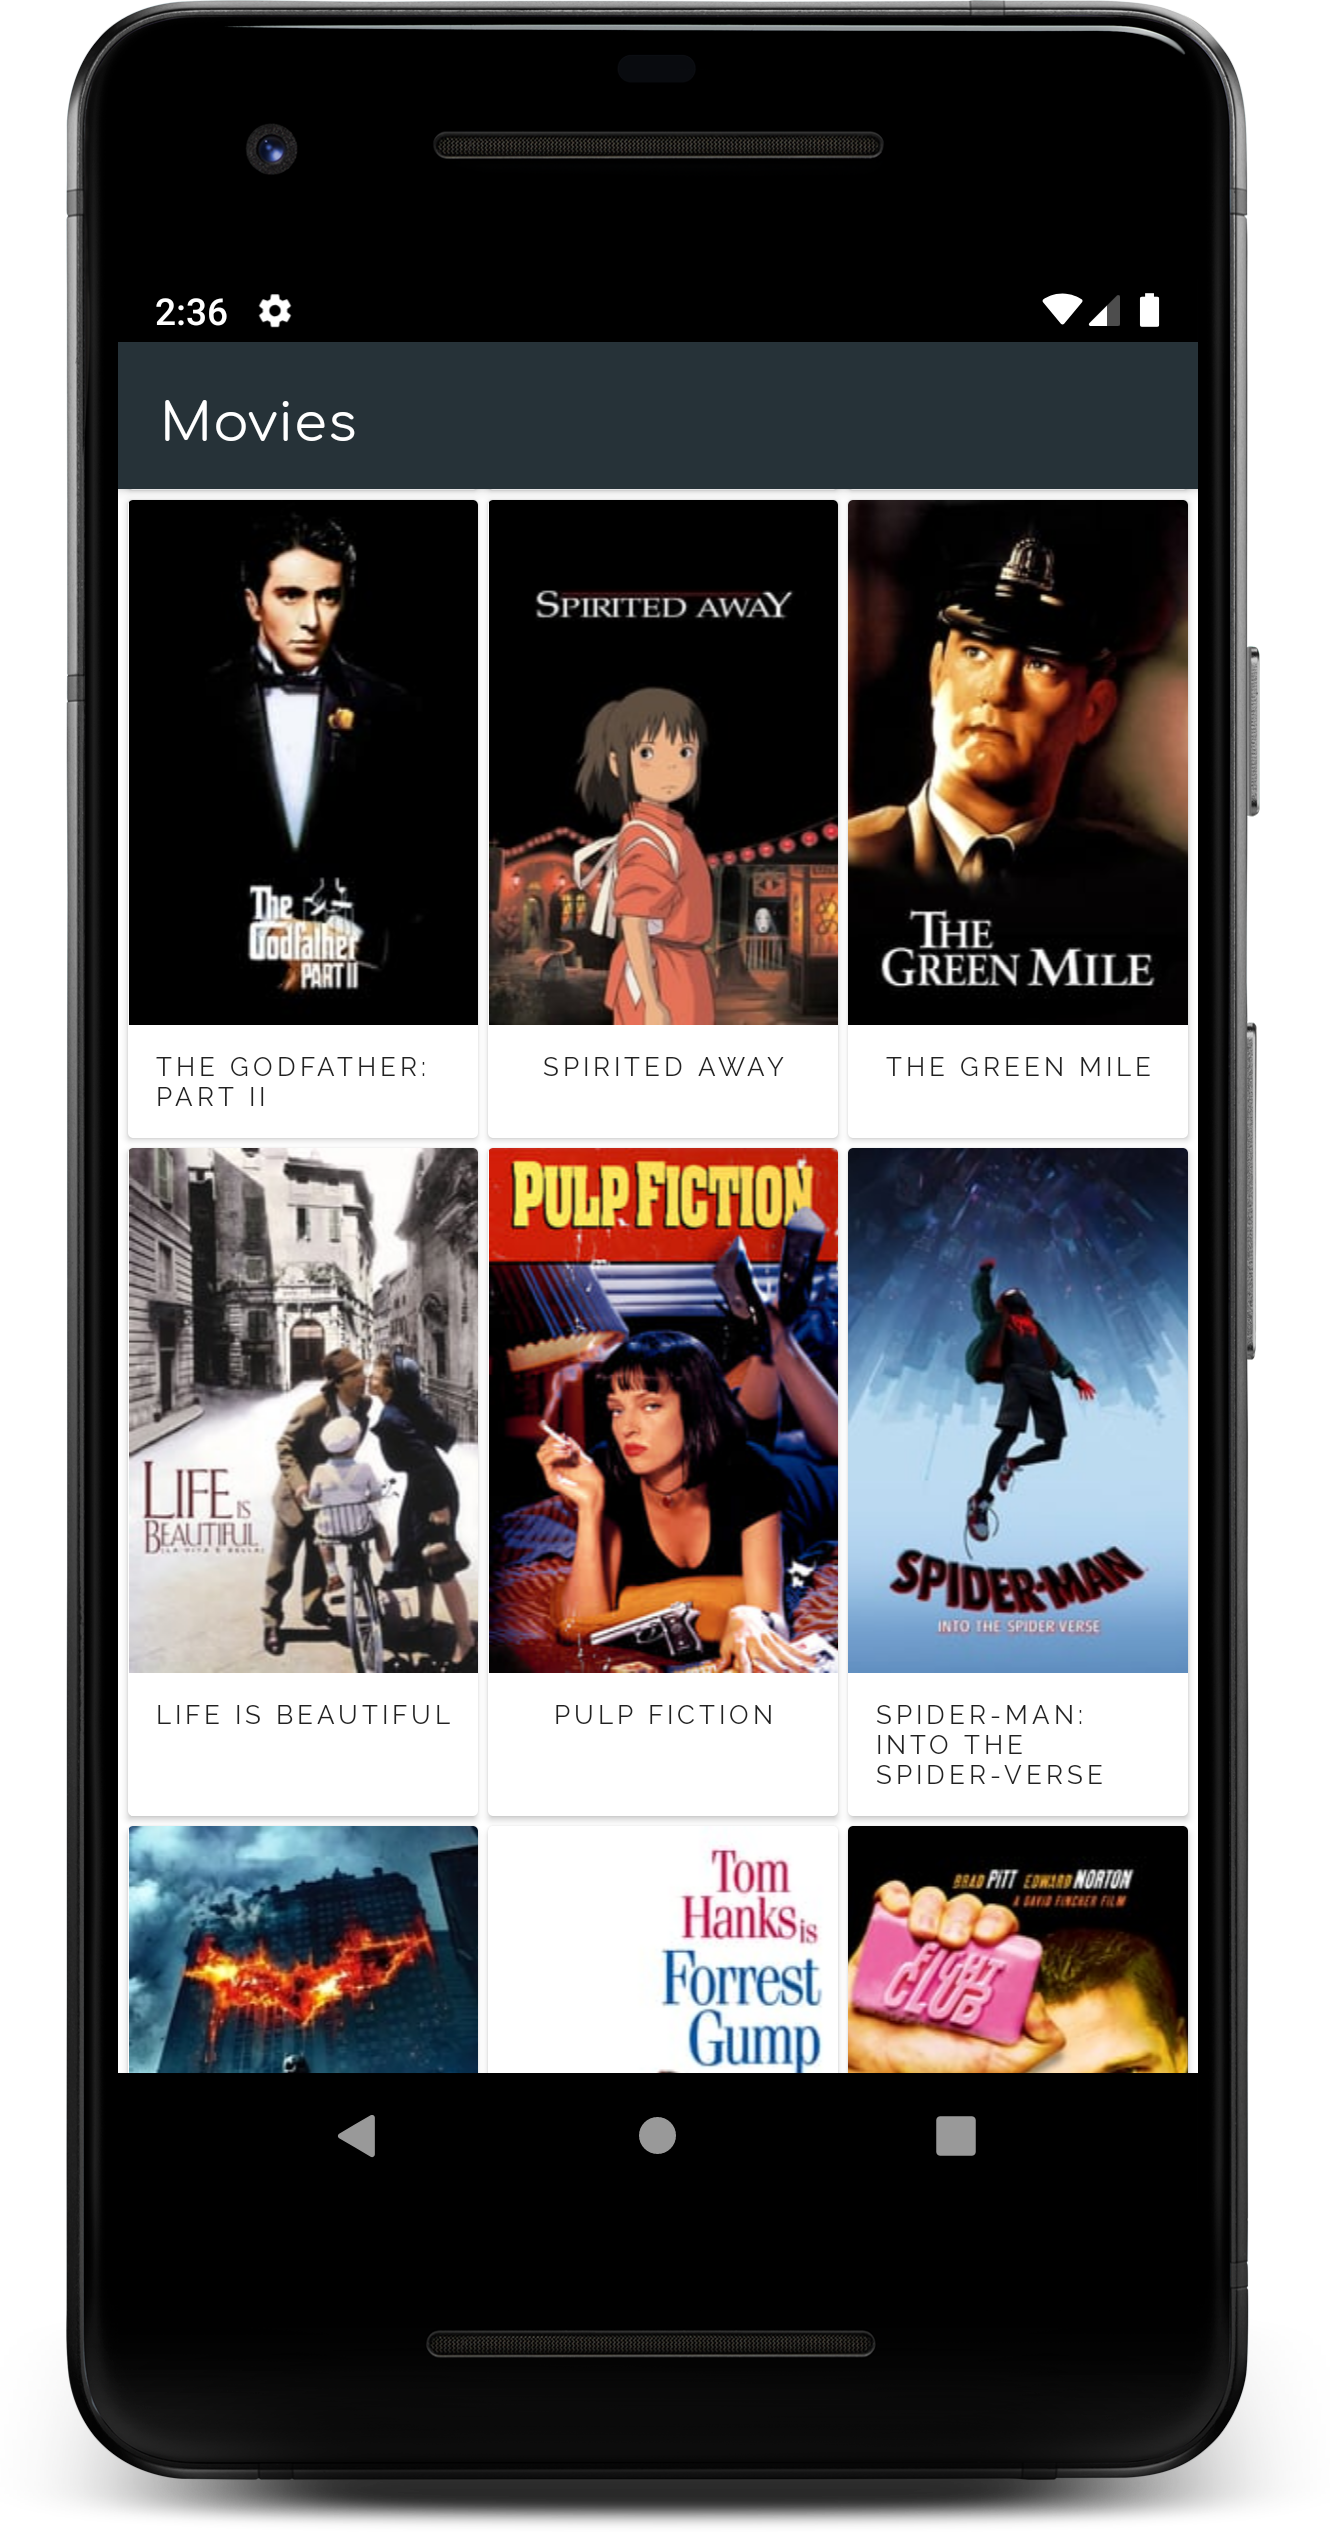 2:36
Movies
The
Godfather
PART II
SPIRITED AWAY
THE
GREEN MILE
THE GODFATHER:
PART II
SPIRITED AWAY
THE GREEN MILE
LIFE IS
BEAUTIFUL
(LA VITA È BELLA)
PULP FICTION
SPIDER-MAN
INTO THE SPIDER-VERSE
LIFE IS BEAUTIFUL
PULP FICTION
SPIDER-MAN:
INTO THE
SPIDER-VERSE
Tom
Hanks is
Forrest
Gump
BRAD PITT EDWARD NORTON
A DAVID FINCHER FILM
FIGHT
CLUB